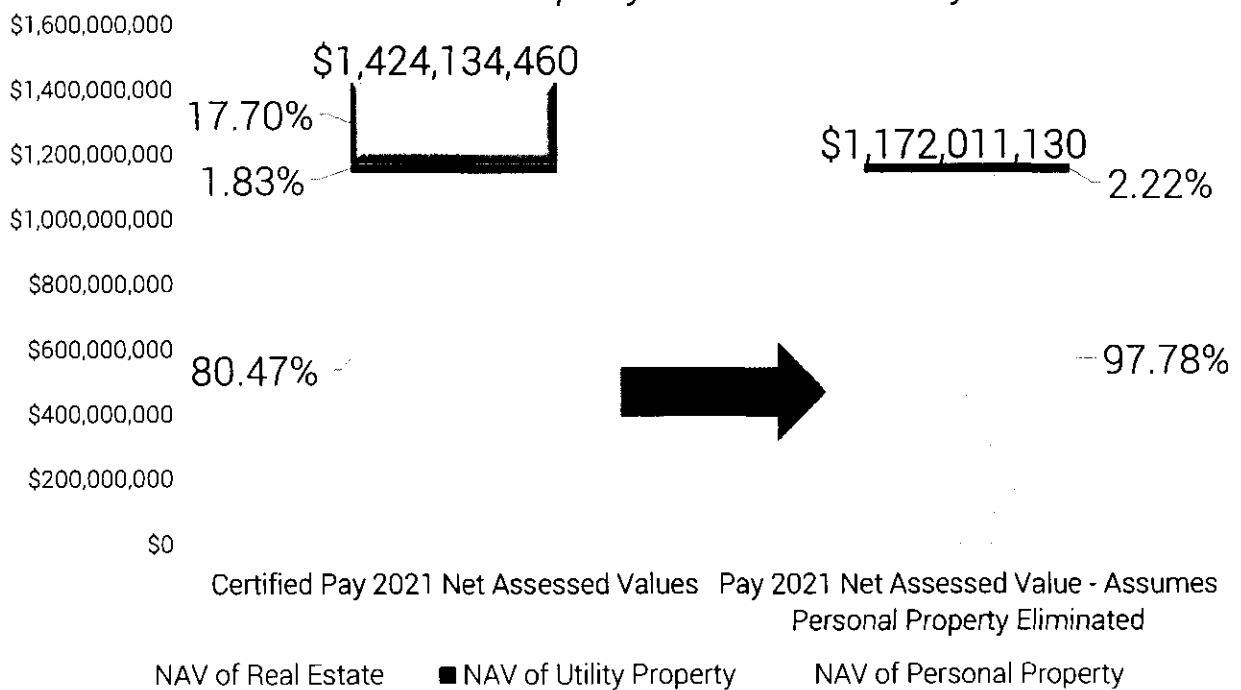 $1,600,000,000
$1,424,134,460
$1,400,000,000
17.70%
$1,200,000,000
$1,172,011,130
1.83%
2.22%
$1,000,000,000
$800,000,000
$600,000,000
80.47%
97.78%
$400,000,000
$200,000,000
$0
Certified Pay 2021 Net Assessed Values
Pay 2021 Net Assessed Value - Assumes
Personal Property Eliminated
NAV of Real Estate
NAV of Utility Property
NAV of Personal Property